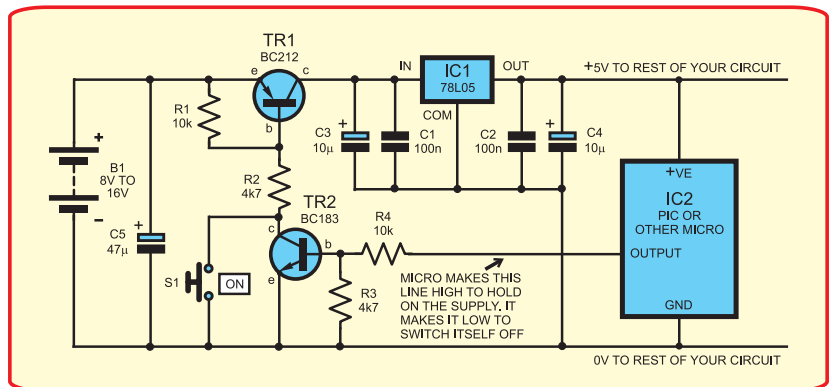 TR1
BC212
e
c
b
IN
IC1
78L05
OUT
COM
+5V TO REST OF YOUR CIRCUIT
R1
10k
+
C3
10µ
C1
100n
C2
100n
+
C4
10µ
+
B1
8V TO
16V
−
R2
4k7
TR2
BC183
c
b
e
R4
10k
+VE
IC2
PIC OR
OTHER MICRO
OUTPUT
GND
+
C5
47µ
S1
ON
R3
4k7
MICRO MAKES THIS
LINE HIGH TO HOLD
ON THE SUPPLY. IT
MAKES IT LOW TO
SWITCH ITSELF OFF
0V TO REST OF YOUR CIRCUIT